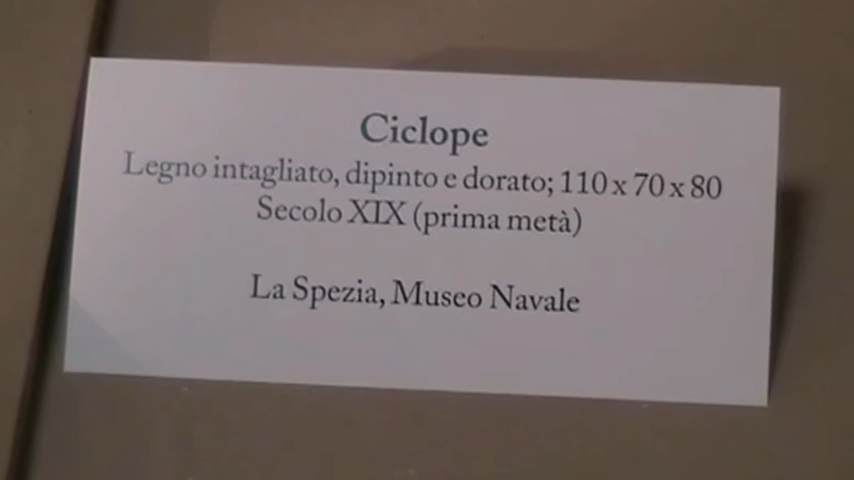 Ciclope
Legno intagliato, dipinto e dorato; 110 x 70 x 80
Secolo XIX (prima metà)
La Spezia, Museo Navale